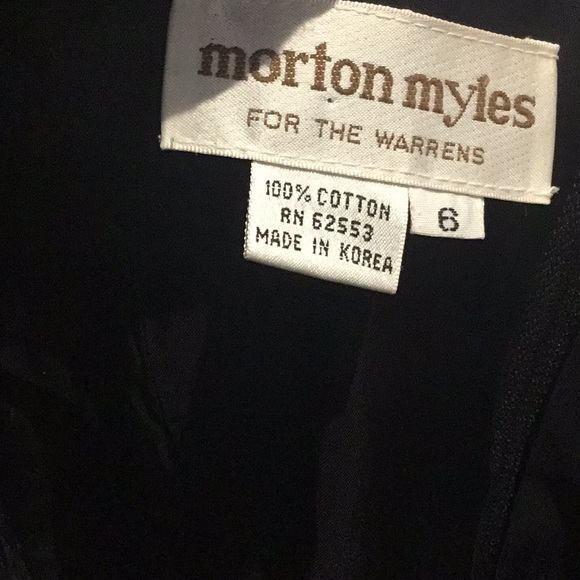 morton myles
FOR THE WARRENS
100% COTTON
RN 62553
MADE IN KOREA
6